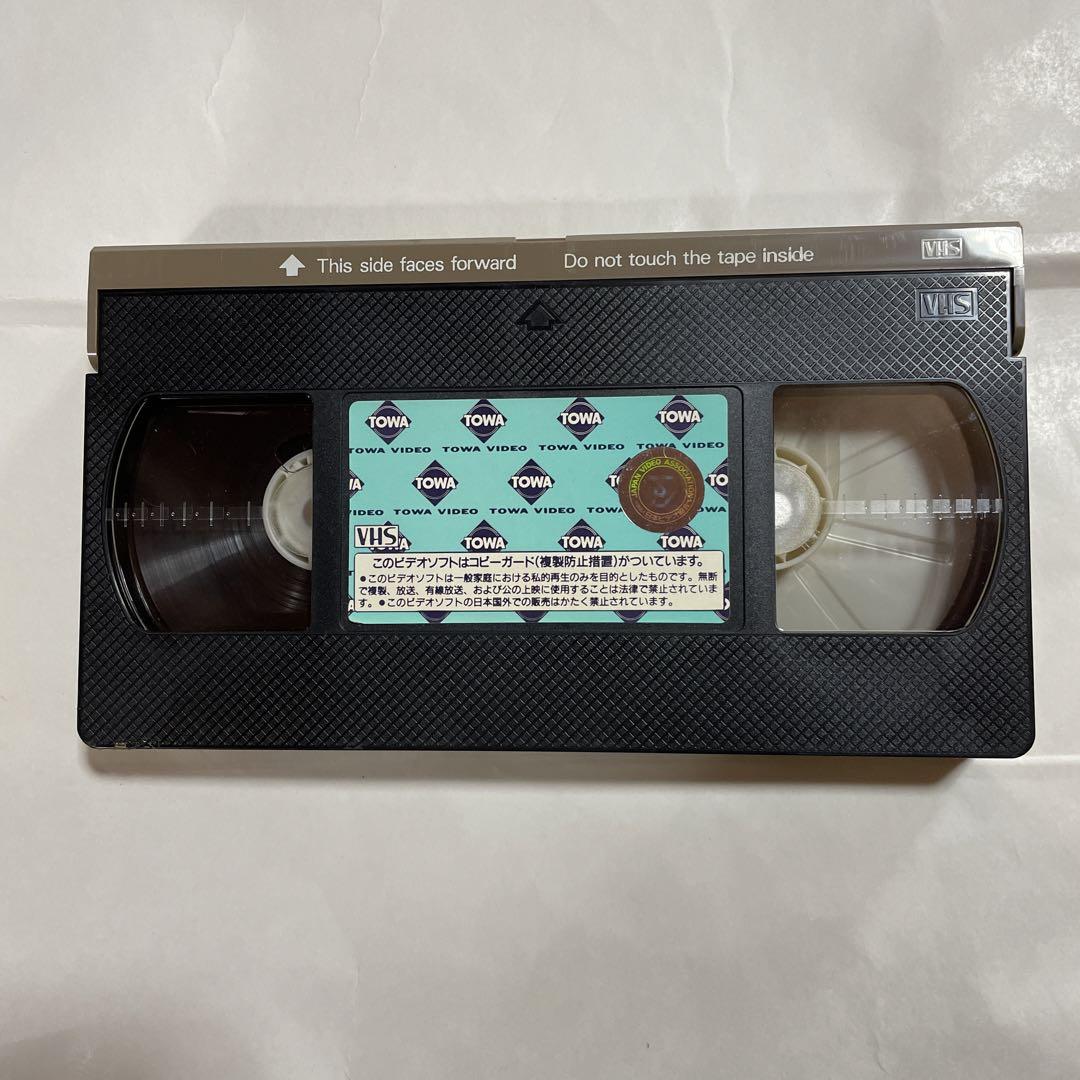 This side faces forward Do not touch the tape inside VHS
VHS
TOWA TOWA TOWA TOWA
TOWA VIDEO TOWA VIDEO TOWA VIDEO TOWA VIDEO
TOWA TOWA
JAPAN VIDEO ASSOCIATION
TOWA VIDEO TOWA VIDEO TOWA VIDEO
VHS TOWA TOWA TOWA
このビデオソフトはコピーガード(複製防止措置)がついています。
●このビデオソフトは一般家庭における私的再生のみを目的としたものです。無断
で複製、放送、有線放送、および公の上映に使用することは法律で禁止されていま
す。●このビデオソフトの日本国外での販売はかたく禁止されています。